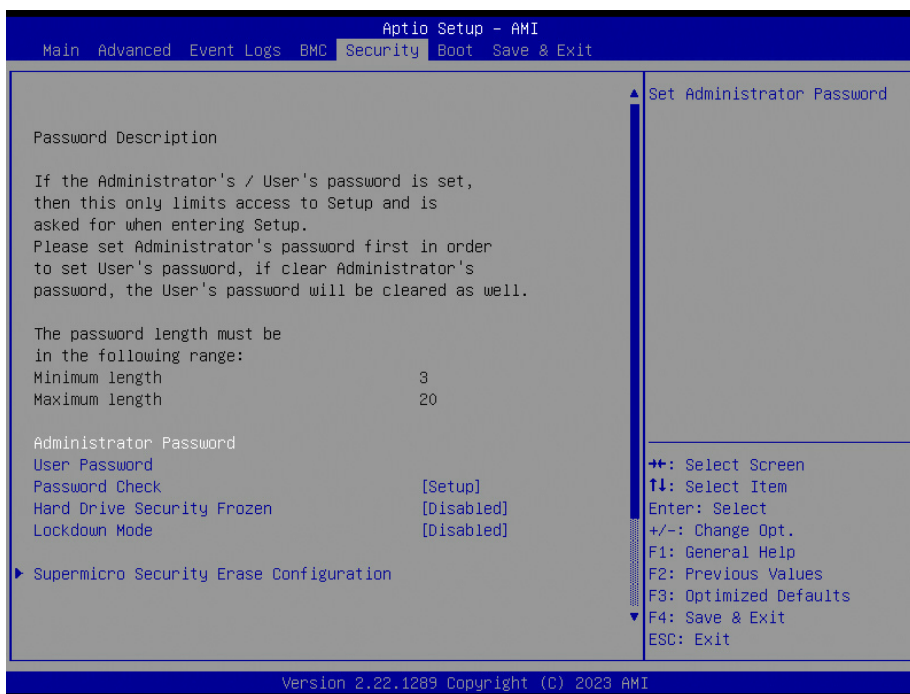 Aptio Setup - AMI
Main Advanced Event Logs BMC Security Boot Save & Exit
Password Description
If the Administrator's / User's password is set,
then this only limits access to Setup and is
asked for when entering Setup.
Please set Administrator's password first in order
to set User's password, if clear Administrator's
password, the User's password will be cleared as well.
The password length must be
in the following range:
Minimum length 3
Maximum length 20
Administrator Password
User Password
Password Check [Setup]
Hard Drive Security Frozen [Disabled]
Lockdown Mode [Disabled]
Supermicro Security Erase Configuration
Set Administrator Password
→←: Select Screen
↑↓: Select Item
Enter: Select
+/-: Change Opt.
F1: General Help
F2: Previous Values
F3: Optimized Defaults
F4: Save & Exit
ESC: Exit
Version 2.22.1289 Copyright (C) 2023 AMI